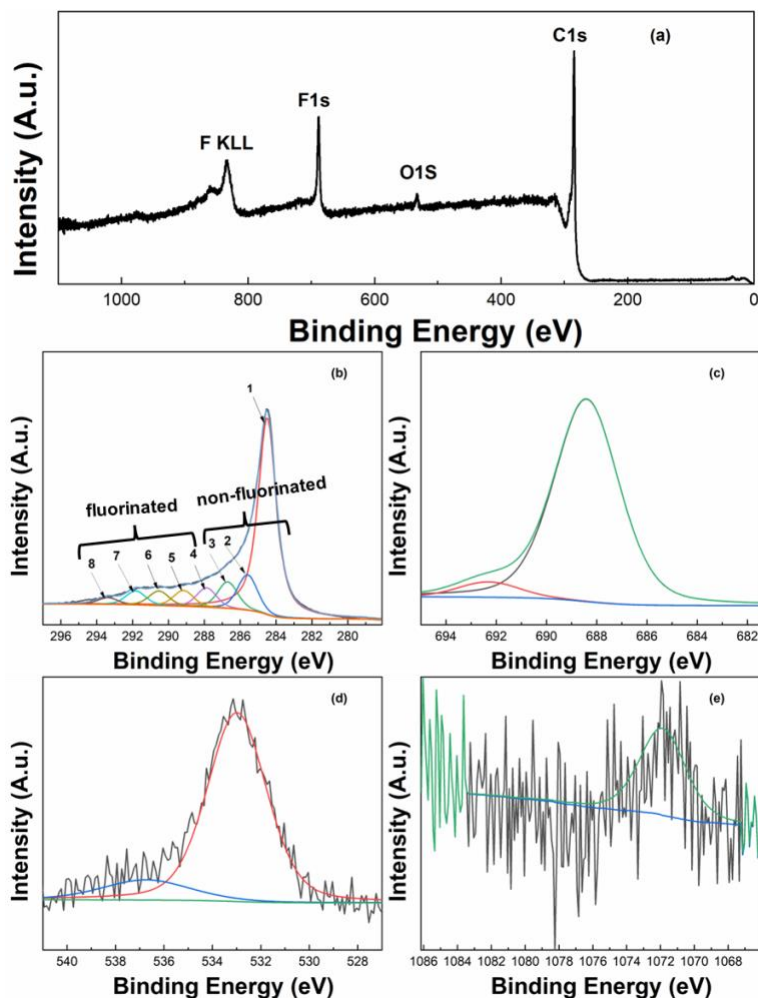 C1s
(a)
F1s
F KLL
O1S
Intensity (A.u.)
1000 800 600 400 200 0
Binding Energy (eV)
(b)
1
non-fluorinated
fluorinated
8 7 6 5 4 3 2
Intensity (A.u.)
296 294 292 290 288 286 284 282 280
Binding Energy (eV)
(c)
Intensity (A.u.)
694 692 690 688 686 684 682
Binding Energy (eV)
(d)
Intensity (A.u.)
540 538 536 534 532 530 528
Binding Energy (eV)
(e)
Intensity (A.u.)
1086 1084 1082 1080 1078 1076 1074 1072 1070 1068
Binding Energy (eV)